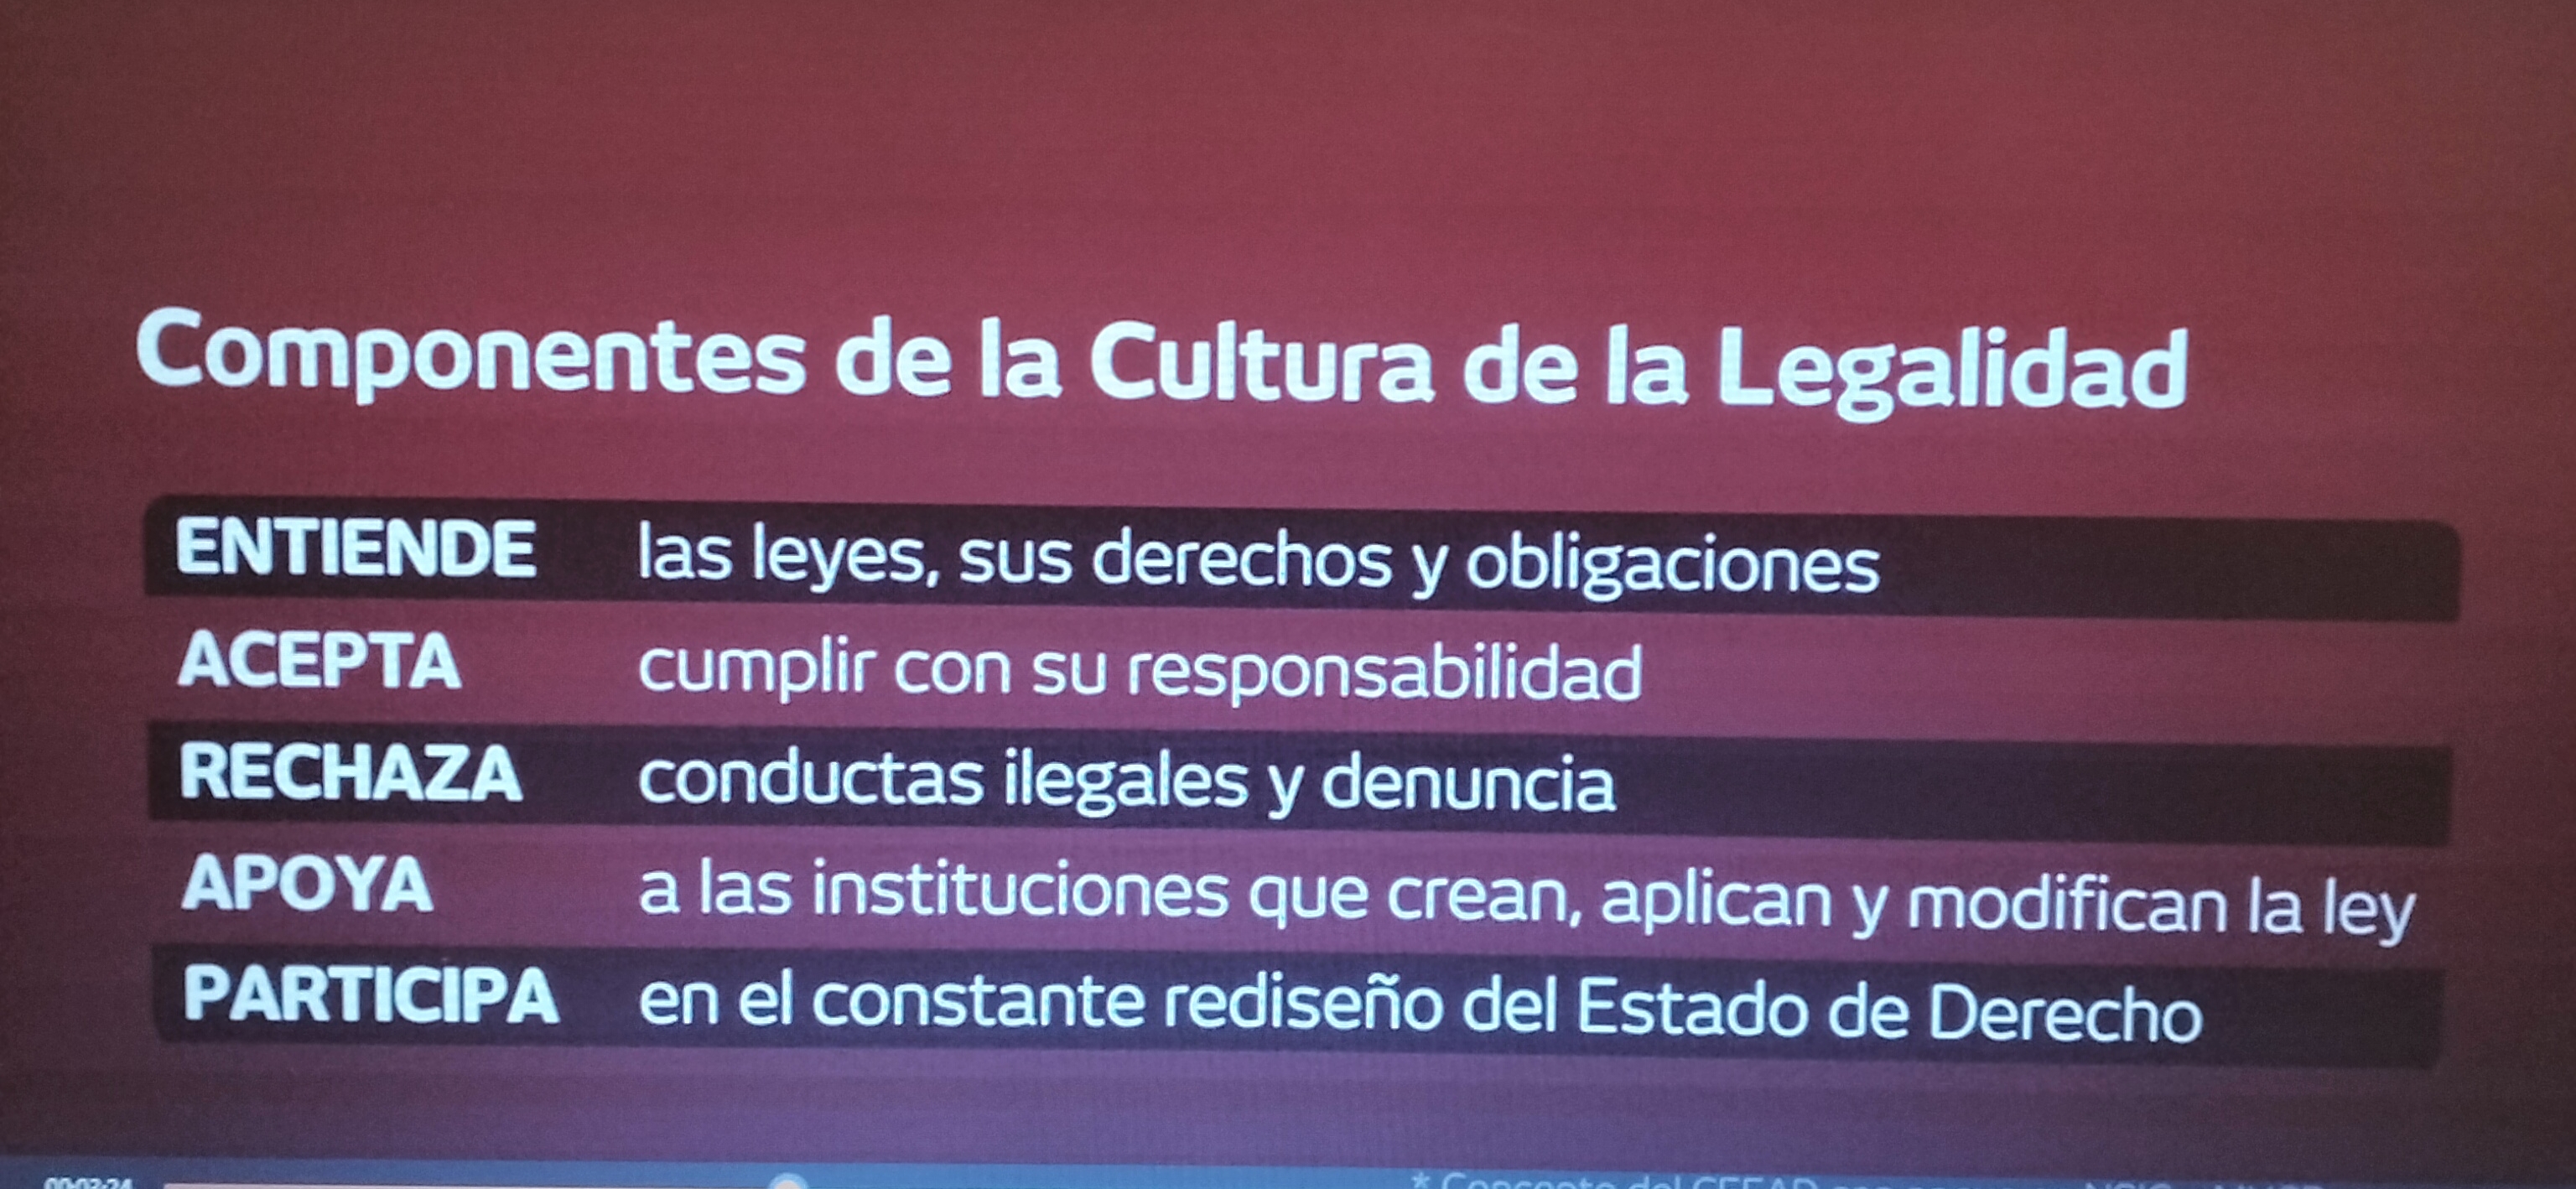 Componentes de la Cultura de la Legalidad
ENTIENDE las leyes, sus derechos y obligaciones
ACEPTA cumplir con su responsabilidad
RECHAZA conductas ilegales y denuncia
APOYA a las instituciones que crean, aplican y modifican la ley
PARTICIPA en el constante rediseño del Estado de Derecho
00:03:24
* Concepto del